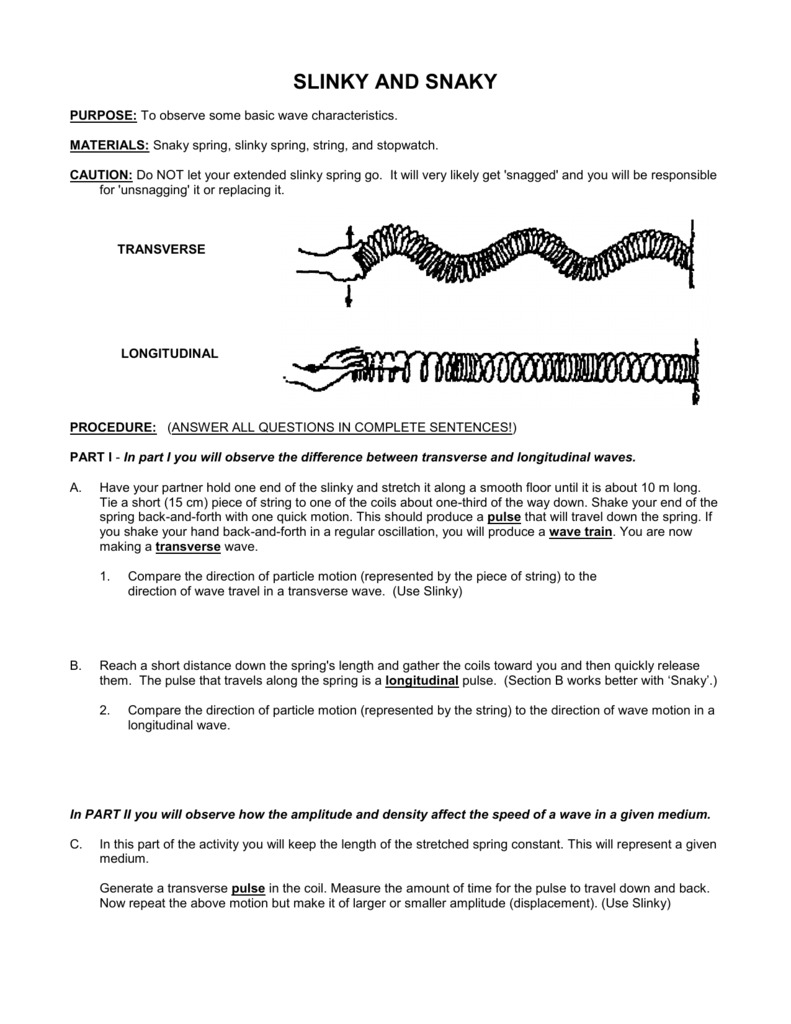 SLINKY AND SNAKY
PURPOSE: To observe some basic wave characteristics.
MATERIALS: Snaky spring, slinky spring, string, and stopwatch.
CAUTION: Do NOT let your extended slinky spring go.  It will very likely get 'snagged' and you will be responsible
for 'unsnagging' it or replacing it.
TRANSVERSE
LONGITUDINAL
PROCEDURE:   (ANSWER ALL QUESTIONS IN COMPLETE SENTENCES!)
PART I - In part I you will observe the difference between transverse and longitudinal waves.
A. Have your partner hold one end of the slinky and stretch it along a smooth floor until it is about 10 m long.
Tie a short (15 cm) piece of string to one of the coils about one-third of the way down. Shake your end of the
spring back-and-forth with one quick motion. This should produce a pulse that will travel down the spring. If
you shake your hand back-and-forth in a regular oscillation, you will produce a wave train. You are now
making a transverse wave.
1. Compare the direction of particle motion (represented by the piece of string) to the
direction of wave travel in a transverse wave.  (Use Slinky)
B. Reach a short distance down the spring's length and gather the coils toward you and then quickly release
them.  The pulse that travels along the spring is a longitudinal pulse.  (Section B works better with ‘Snaky’.)
2. Compare the direction of particle motion (represented by the string) to the direction of wave motion in a
longitudinal wave.
In PART II you will observe how the amplitude and density affect the speed of a wave in a given medium.
C. In this part of the activity you will keep the length of the stretched spring constant. This will represent a given
medium.
Generate a transverse pulse in the coil. Measure the amount of time for the pulse to travel down and back.
Now repeat the above motion but make it of larger or smaller amplitude (displacement). (Use Slinky)